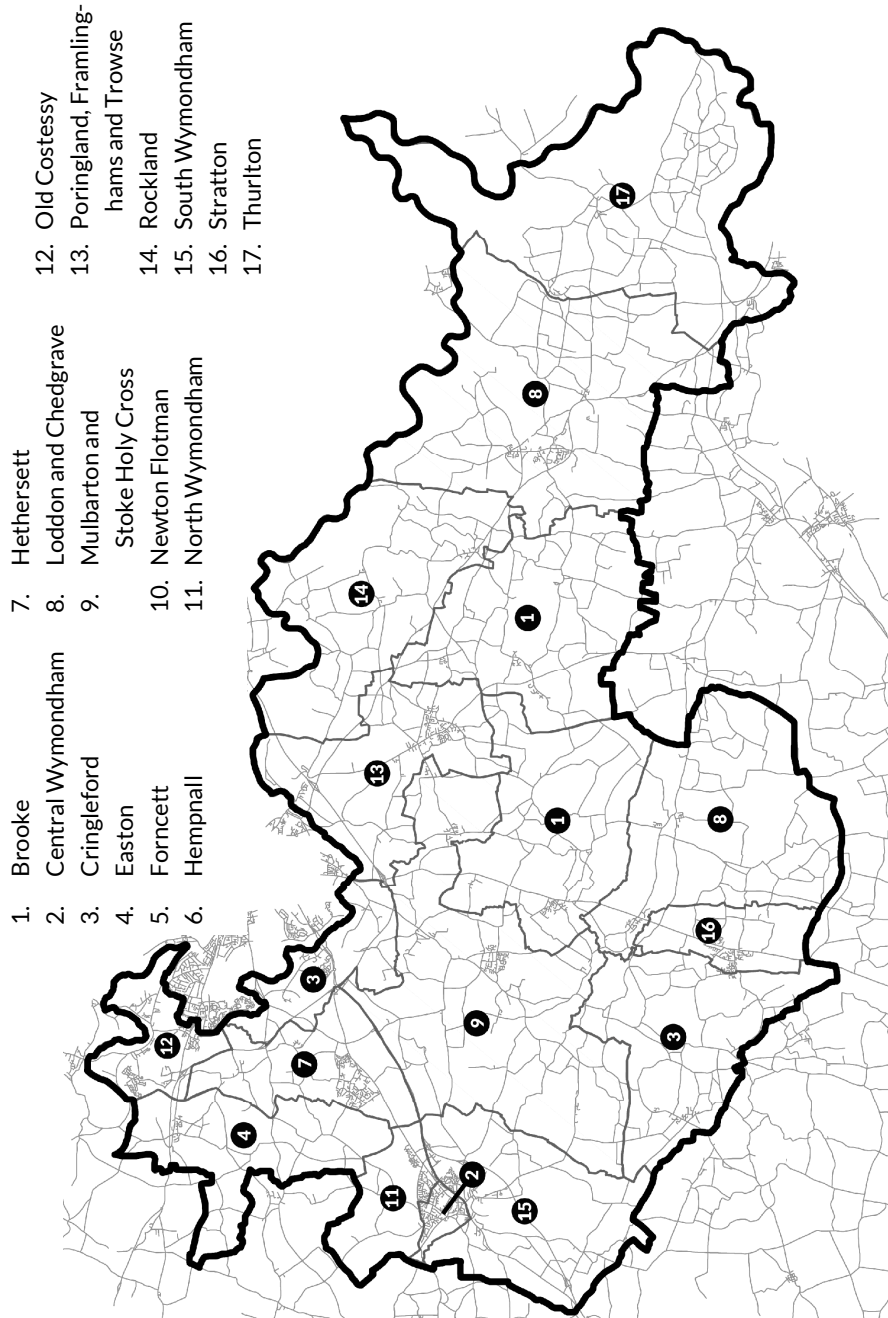 1. Brooke
2. Central Wymondham
3. Cringleford
4. Easton
5. Forncett
6. Hempnall
7. Hethersett
8. Loddon and Chedgrave
9. Mulbarton and
Stoke Holy Cross
10. Newton Flotman
11. North Wymondham
12. Old Costessy
13. Poringland, Framling-
hams and Trowse
14. Rockland
15. South Wymondham
16. Stratton
17. Thurlton
12
4
7
3
14
13
11
2
9
15
1
8
1
17
3
16
8